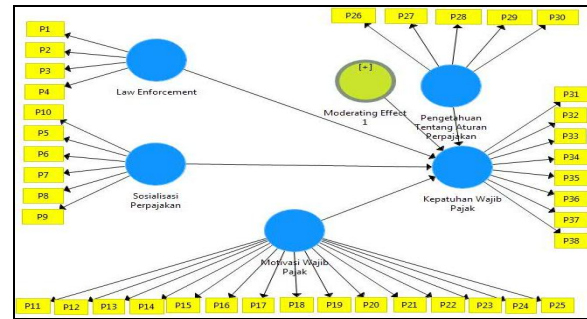 P26
P27
P28
P29
P30
P1
P2
P3
P4
Law Enforcement
[+]
Moderating Effect
1
Pengetahuan
Tentang Aturan
Perpajakan
P10
P5
P6
P7
P8
P9
Sosialisasi
Perpajakan
P31
P32
P33
P34
P35
P36
P37
P38
Kepatuhan Wajib
Pajak
Motivasi Wajib
Pajak
P11
P12
P13
P14
P15
P16
P17
P18
P19
P20
P21
P22
P23
P24
P25